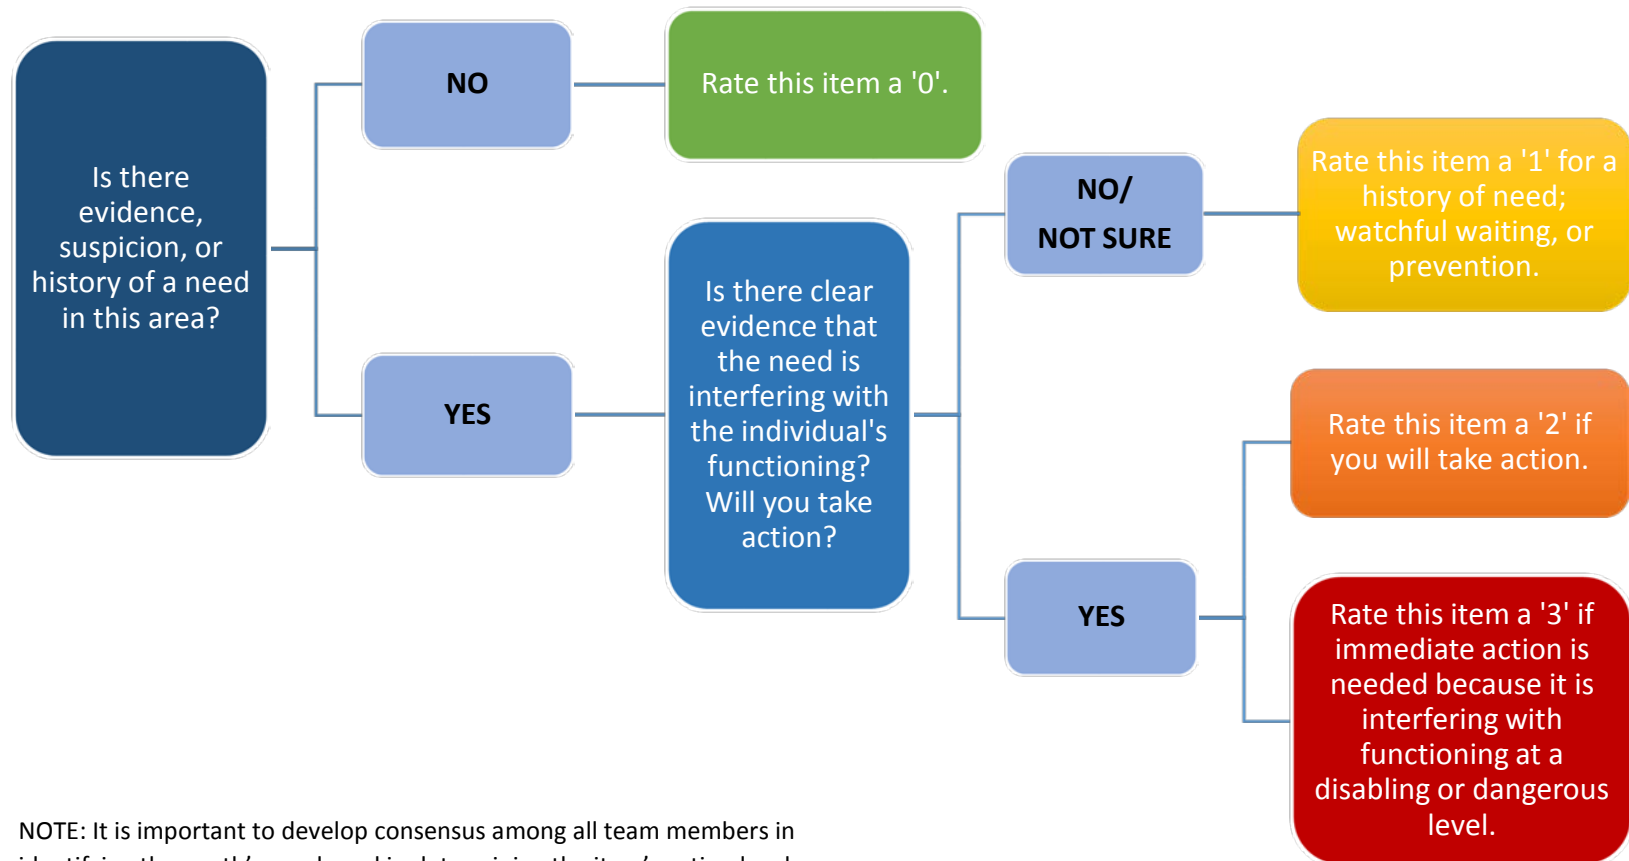 Is there
evidence,
suspicion, or
history of a need
in this area?
NO
Rate this item a '0'.
YES
Is there clear
evidence that
the need is
interfering with
the individual's
functioning?
Will you take
action?
NO/
NOT SURE
Rate this item a '1' for a
history of need;
watchful waiting, or
prevention.
YES
Rate this item a '2' if
you will take action.
Rate this item a '3' if
immediate action is
needed because it is
interfering with
functioning at a
disabling or dangerous
level.
NOTE: It is important to develop consensus among all team members in